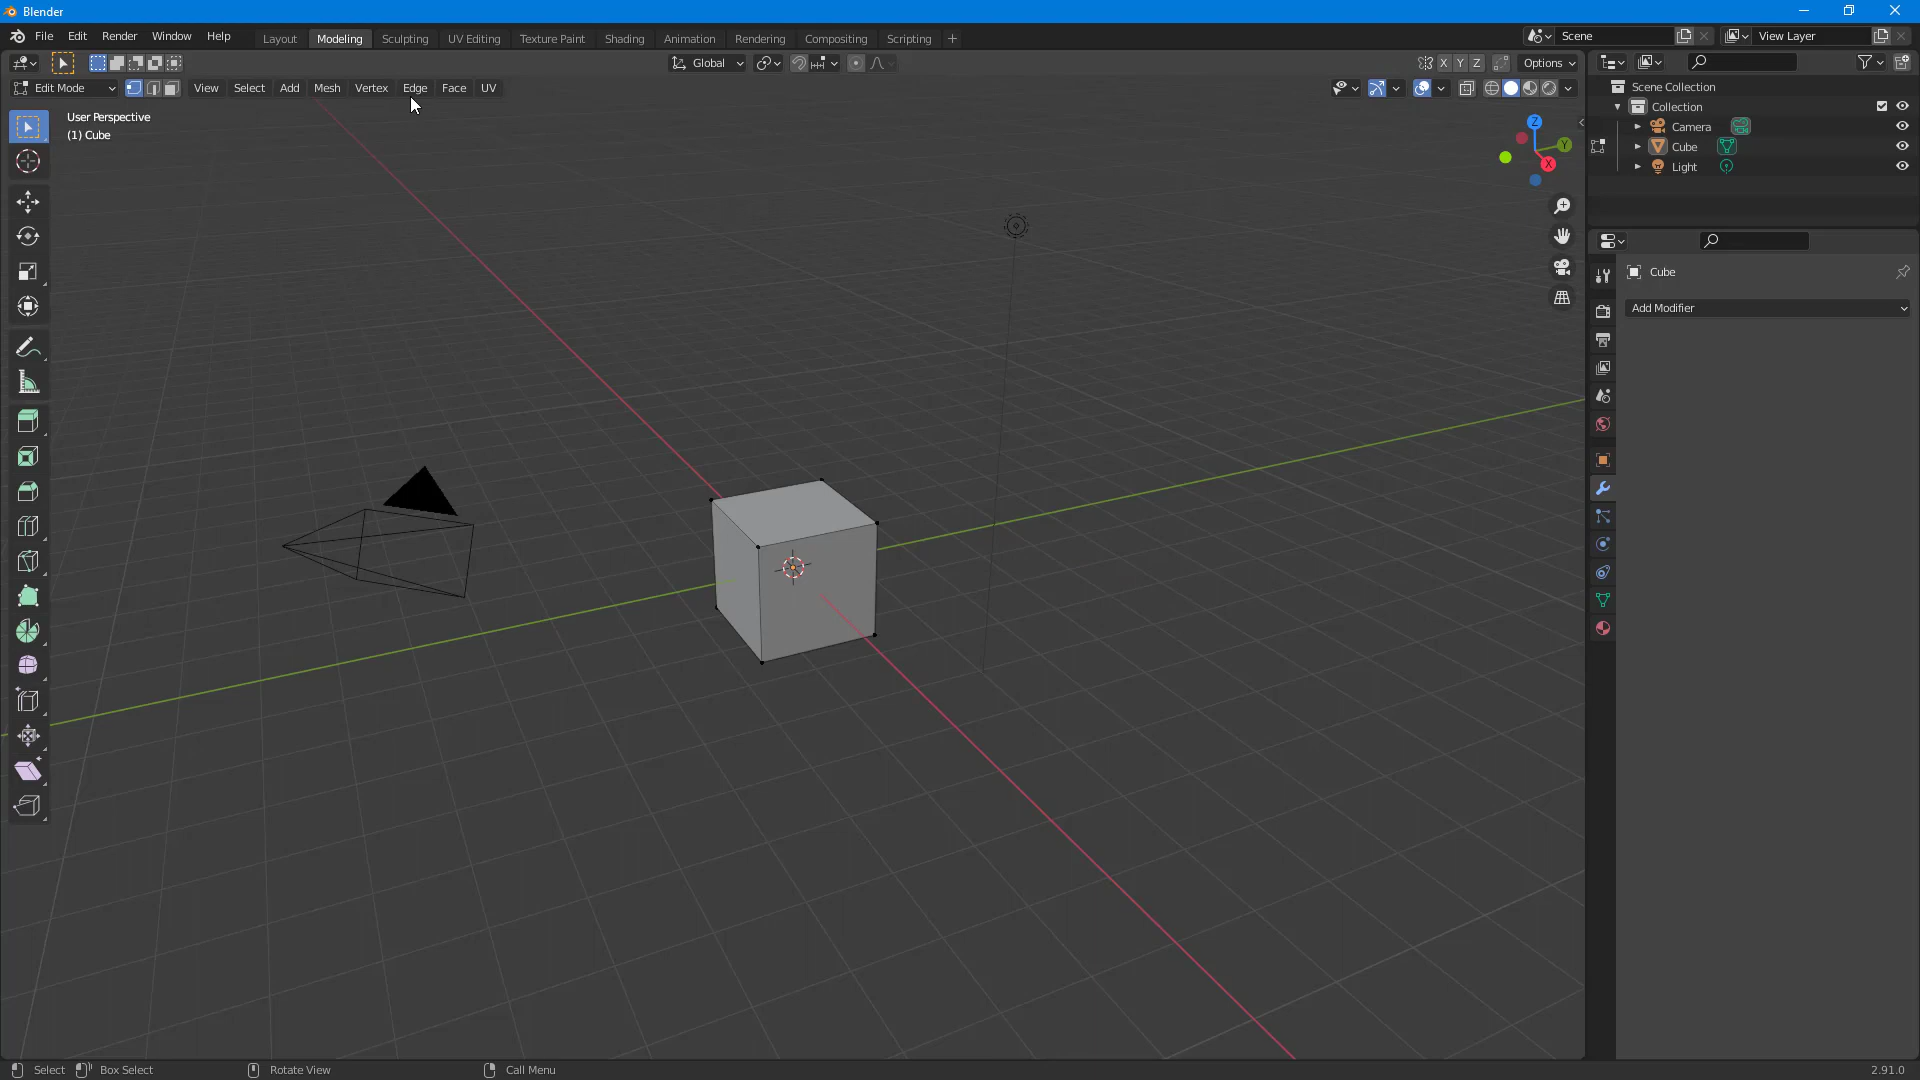 Blender
File Edit Render Window Help Layout Modeling Sculpting UV Editing Texture Paint Shading Animation Rendering Compositing Scripting + Scene View Layer
Global X Y Z Options
Edit Mode View Select Add Mesh Vertex Edge Face UV
User Perspective
(1) Cube
Z
Y
X
Scene Collection
Collection
Camera
Cube
Light
Cube
Add Modifier
Select Box Select Rotate View Call Menu 2.91.0